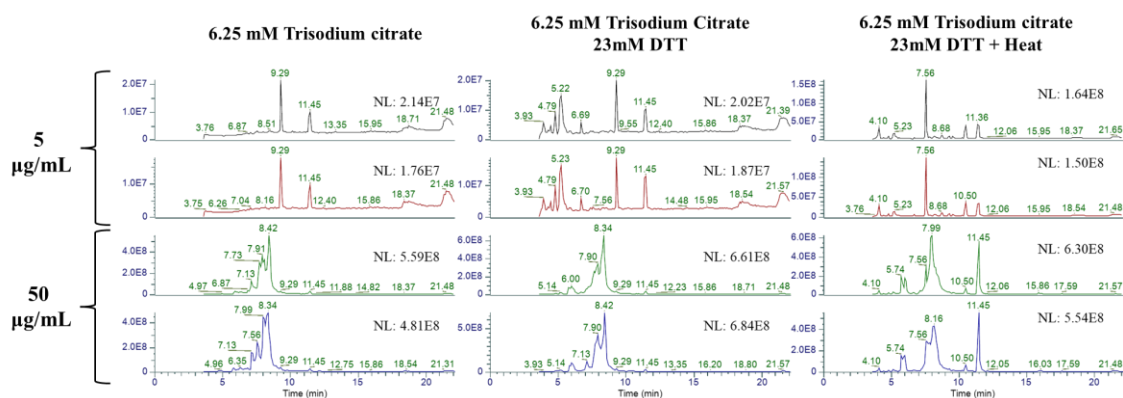 6.25 mM Trisodium citrate
6.25 mM Trisodium Citrate
23mM DTT
6.25 mM Trisodium citrate
23mM DTT + Heat
5
µg/mL
2.0E7
1.0E7
0
3.76 6.87 8.51 9.29 11.45 13.35 15.95 18.71 21.48
NL: 2.14E7
2.0E7
1.0E7
0
3.93 4.79 5.22 6.69 9.29 9.55 11.45 12.40 15.86 18.37 21.39
NL: 2.02E7
1.5E8
1.0E8
5.0E7
0
4.10 5.23 7.56 8.68 11.36 12.06 15.95 18.37 21.65
NL: 1.64E8
1.0E7
0
3.75 6.26 7.04 8.16 9.29 11.45 12.40 15.86 18.37 21.48
NL: 1.76E7
1.0E7
0
3.93 4.79 5.23 6.70 7.56 9.29 11.45 14.48 15.95 18.54 21.57
NL: 1.87E7
1.0E8
5.0E7
0
3.76 4.10 5.23 7.56 8.68 10.50 12.06 15.95 18.54 21.48
NL: 1.50E8
50
µg/mL
4.0E8
2.0E8
0
4.97 6.87 7.13 7.73 7.91 8.42 9.29 11.45 11.88 14.82 18.37 21.48
NL: 5.59E8
6.0E8
4.0E8
2.0E8
0
5.14 6.00 7.90 8.34 9.29 11.45 12.23 15.86 18.71 21.48
NL: 6.61E8
6.0E8
4.0E8
2.0E8
0
4.10 5.74 7.56 7.99 10.50 11.45 12.06 15.86 17.59 21.57
NL: 6.30E8
4.0E8
2.0E8
0
4.96 6.35 7.13 7.56 7.99 8.34 9.29 11.45 12.75 15.86 18.54 21.31
NL: 4.81E8
5.0E8
0
3.93 5.14 7.13 7.90 8.42 9.29 11.45 13.35 16.20 18.80 21.57
NL: 6.84E8
4.0E8
2.0E8
0
4.10 5.74 7.56 8.16 10.50 11.45 12.05 16.03 17.59 21.48
NL: 5.54E8
0 5 10 15 20
Time (min)
0 5 10 15 20
Time (min)
0 5 10 15 20
Time (min)